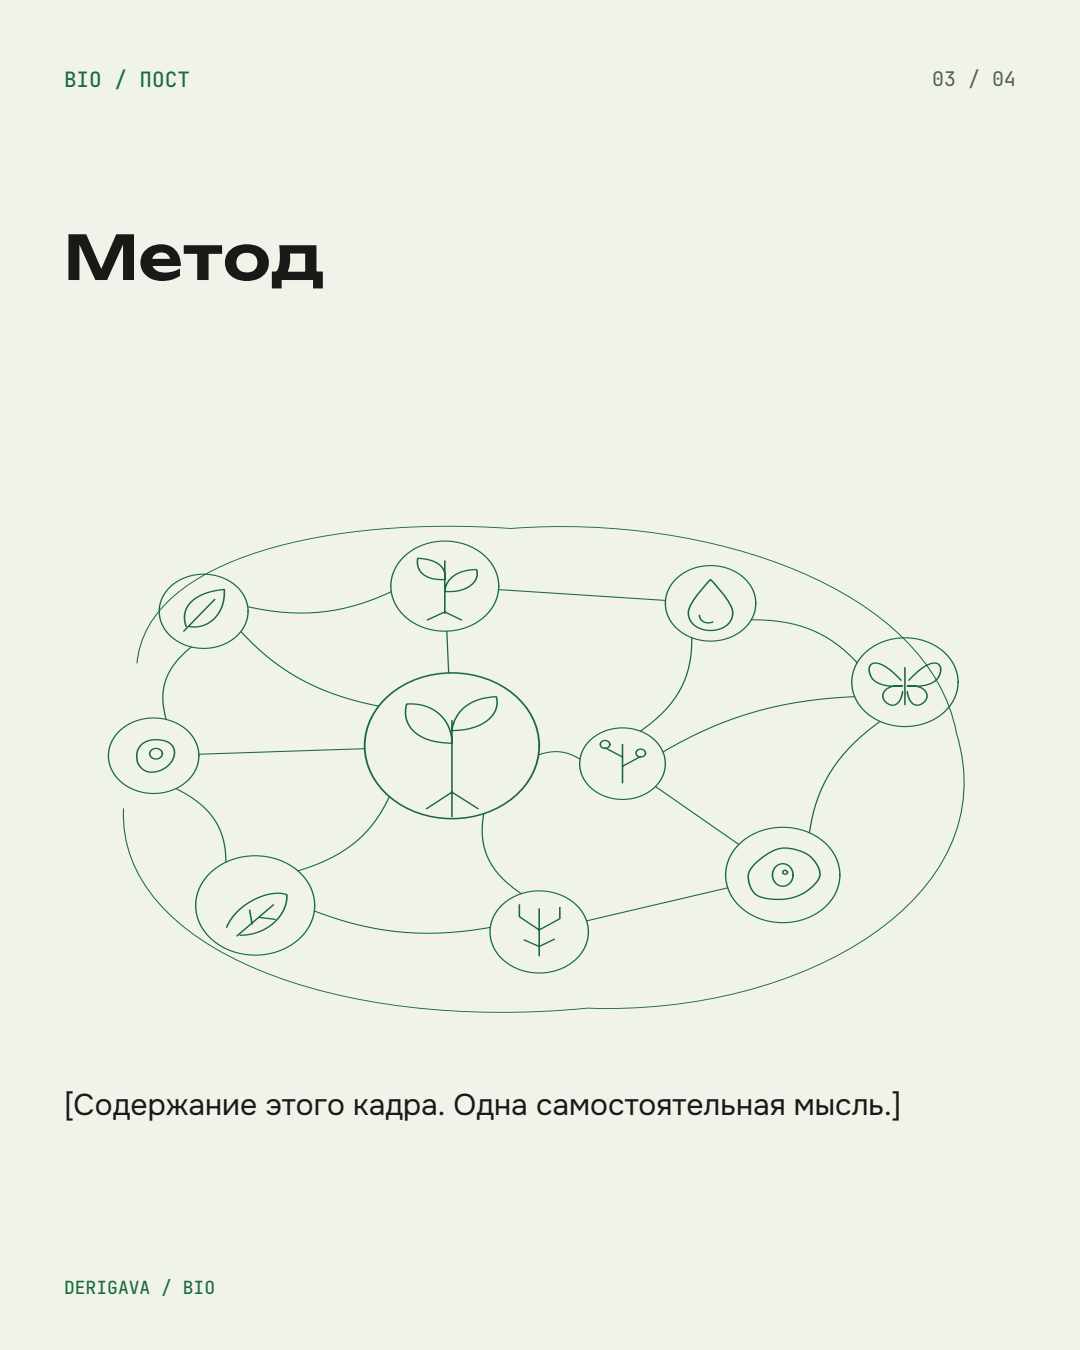 BIO / ПОСТ
03 / 04
Метод
[Содержание этого кадра. Одна самостоятельная мысль.]
DERIGAVA / BIO